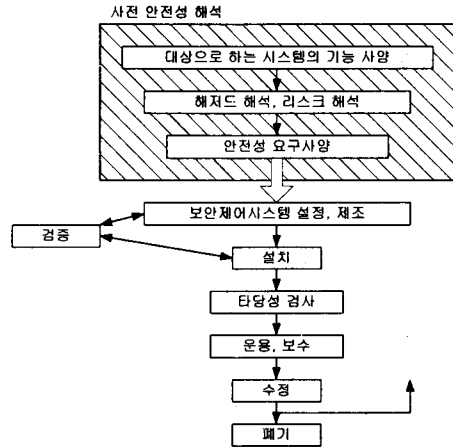 사전 안전성 해석
대상으로 하는 시스템의 기능 사양
해저드 해석, 리스크 해석
안전성 요구사양
보안제어시스템 설정, 제조
검증
설치
타당성 검사
운용, 보수
수정
폐기